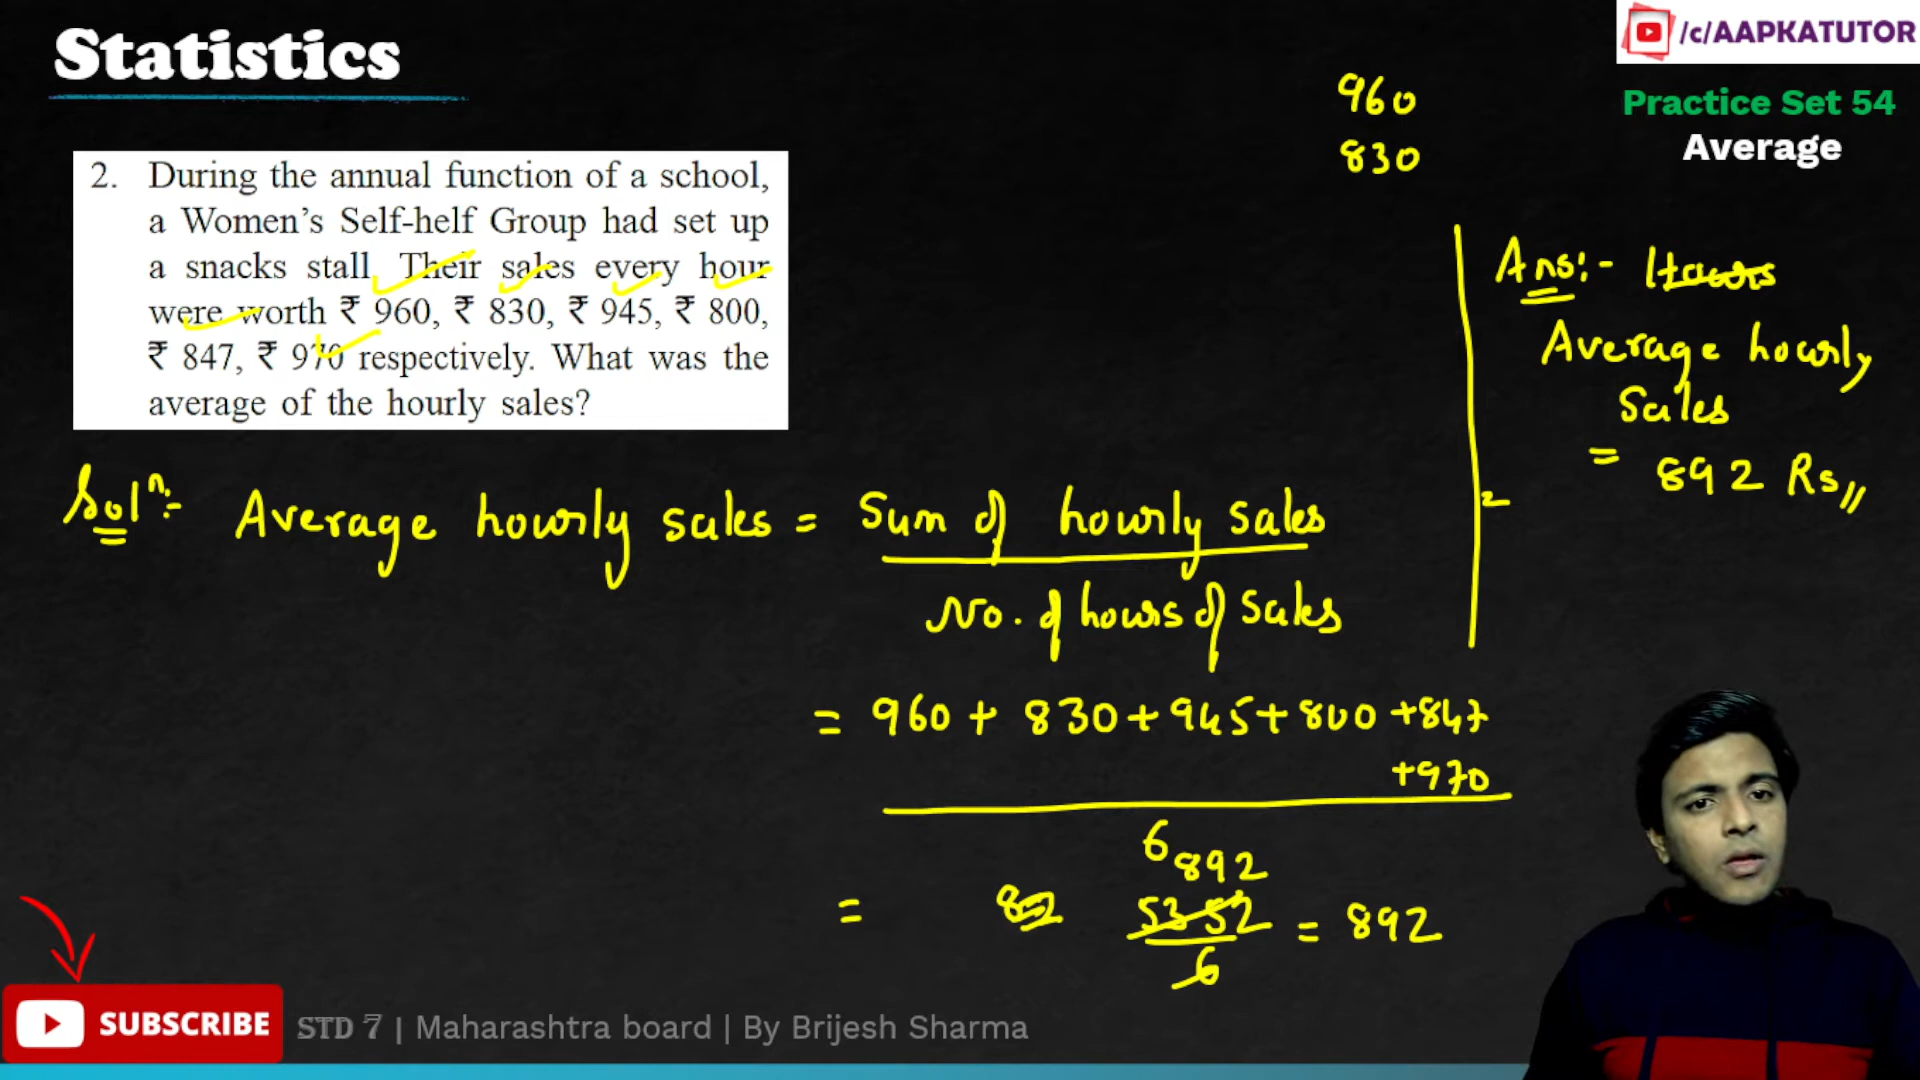 Statistics
/c/AAPKATUTOR
Practice Set 54
Average
960
830
2. During the annual function of a school,
a Women's Self-helf Group had set up
a snacks stall. Their sales every hour
were worth ₹ 960, ₹ 830, ₹ 945, ₹ 800,
₹ 847, ₹ 970 respectively. What was the
average of the hourly sales?
Ans:- Hours
Average hourly
Sales
= 892 Rs//
Solⁿ:- Average hourly sales = Sum of hourly sales
No. of hours of sales
= 960 + 830 + 945 + 800 + 847
+970
6
892
= 5352 = 892
6
SUBSCRIBE
STD 7 | Maharashtra board | By Brijesh Sharma